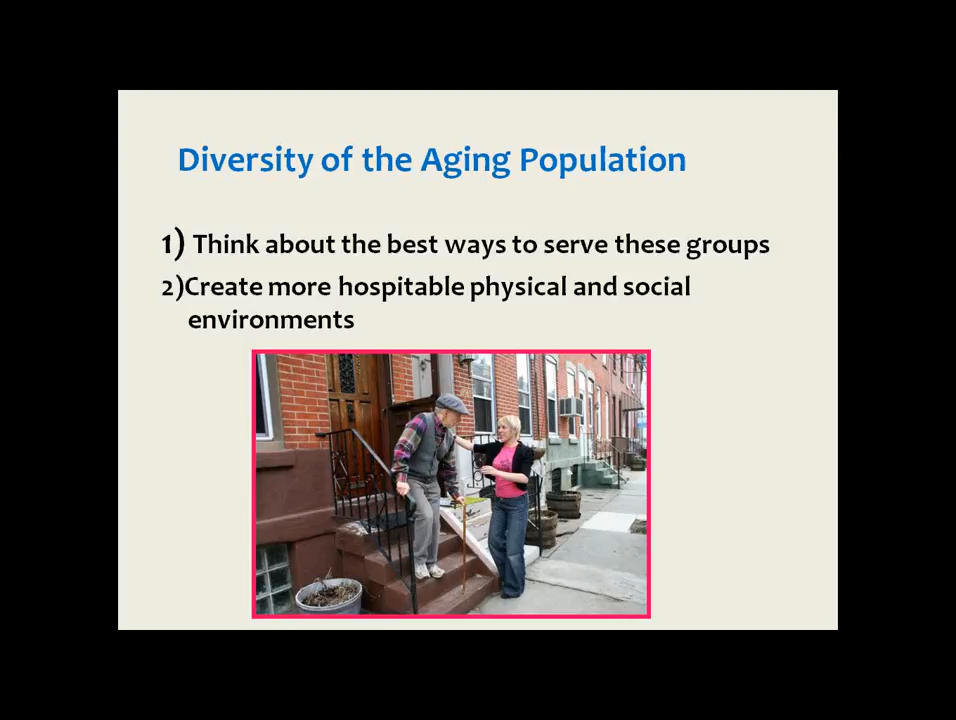 Diversity of the Aging Population
1) Think about the best ways to serve these groups
2)Create more hospitable physical and social
environments